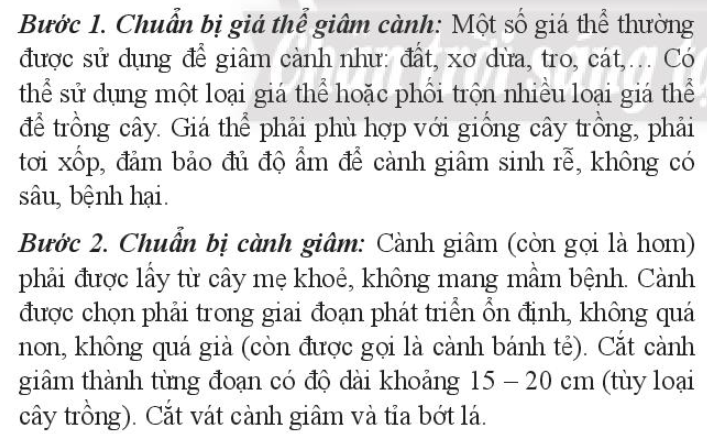 Bước 1. Chuẩn bị giá thể giâm cành: Một số giá thể thường
được sử dụng để giâm cành như: đất, xơ dừa, tro, cát,... Có
thể sử dụng một loại giá thể hoặc phối trộn nhiều loại giá thể
để trồng cây. Giá thể phải phù hợp với giống cây trồng, phải
tơi xốp, đảm bảo đủ độ ẩm để cành giâm sinh rễ, không có
sâu, bệnh hại.
Bước 2. Chuẩn bị cành giâm: Cành giâm (còn gọi là hom)
phải được lấy từ cây mẹ khoẻ, không mang mầm bệnh. Cành
được chọn phải trong giai đoạn phát triển ổn định, không quá
non, không quá già (còn được gọi là cành bánh tẻ). Cắt cành
giâm thành từng đoạn có độ dài khoảng 15 – 20 cm (tùy loại
cây trồng). Cắt vát cành giâm và tỉa bớt lá.